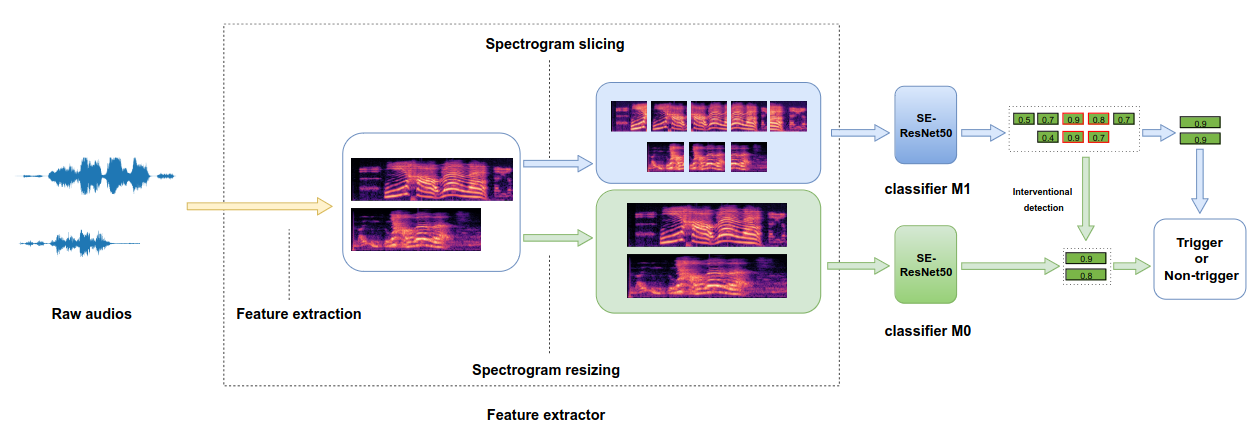 Spectrogram slicing
SE-
ResNet50
0.5 0.7 0.9 0.8 0.7
0.4 0.9 0.7
0.9
0.9
classifier M1
Interventional
detection
SE-
ResNet50
0.9
0.8
Trigger
or
Non-trigger
classifier M0
Raw audios
Feature extraction
Spectrogram resizing
Feature extractor